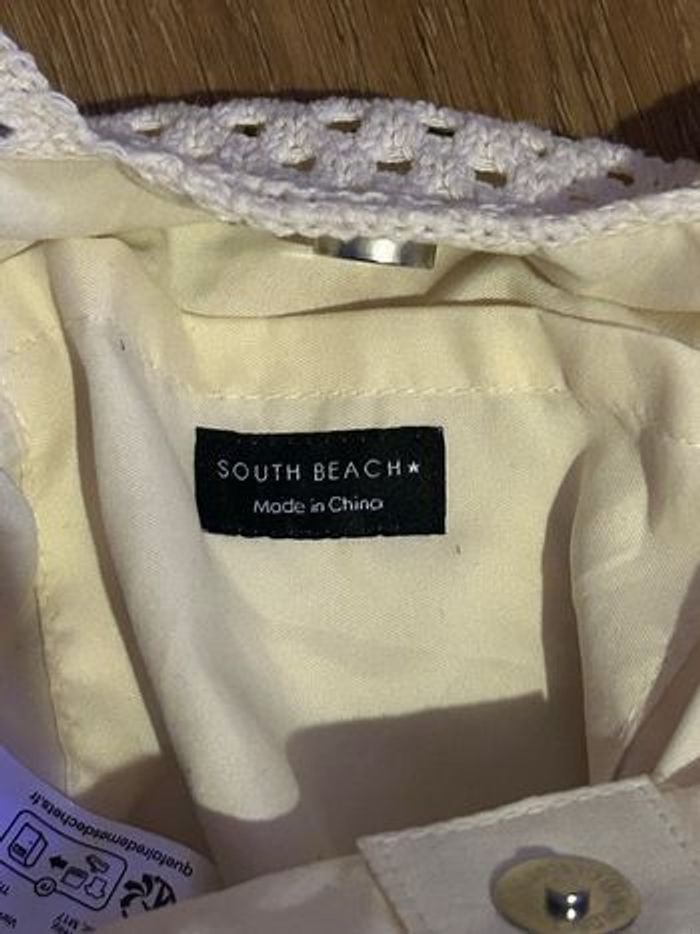 SOUTH BEACH★
Made in China
quefairedemesdechets.fr